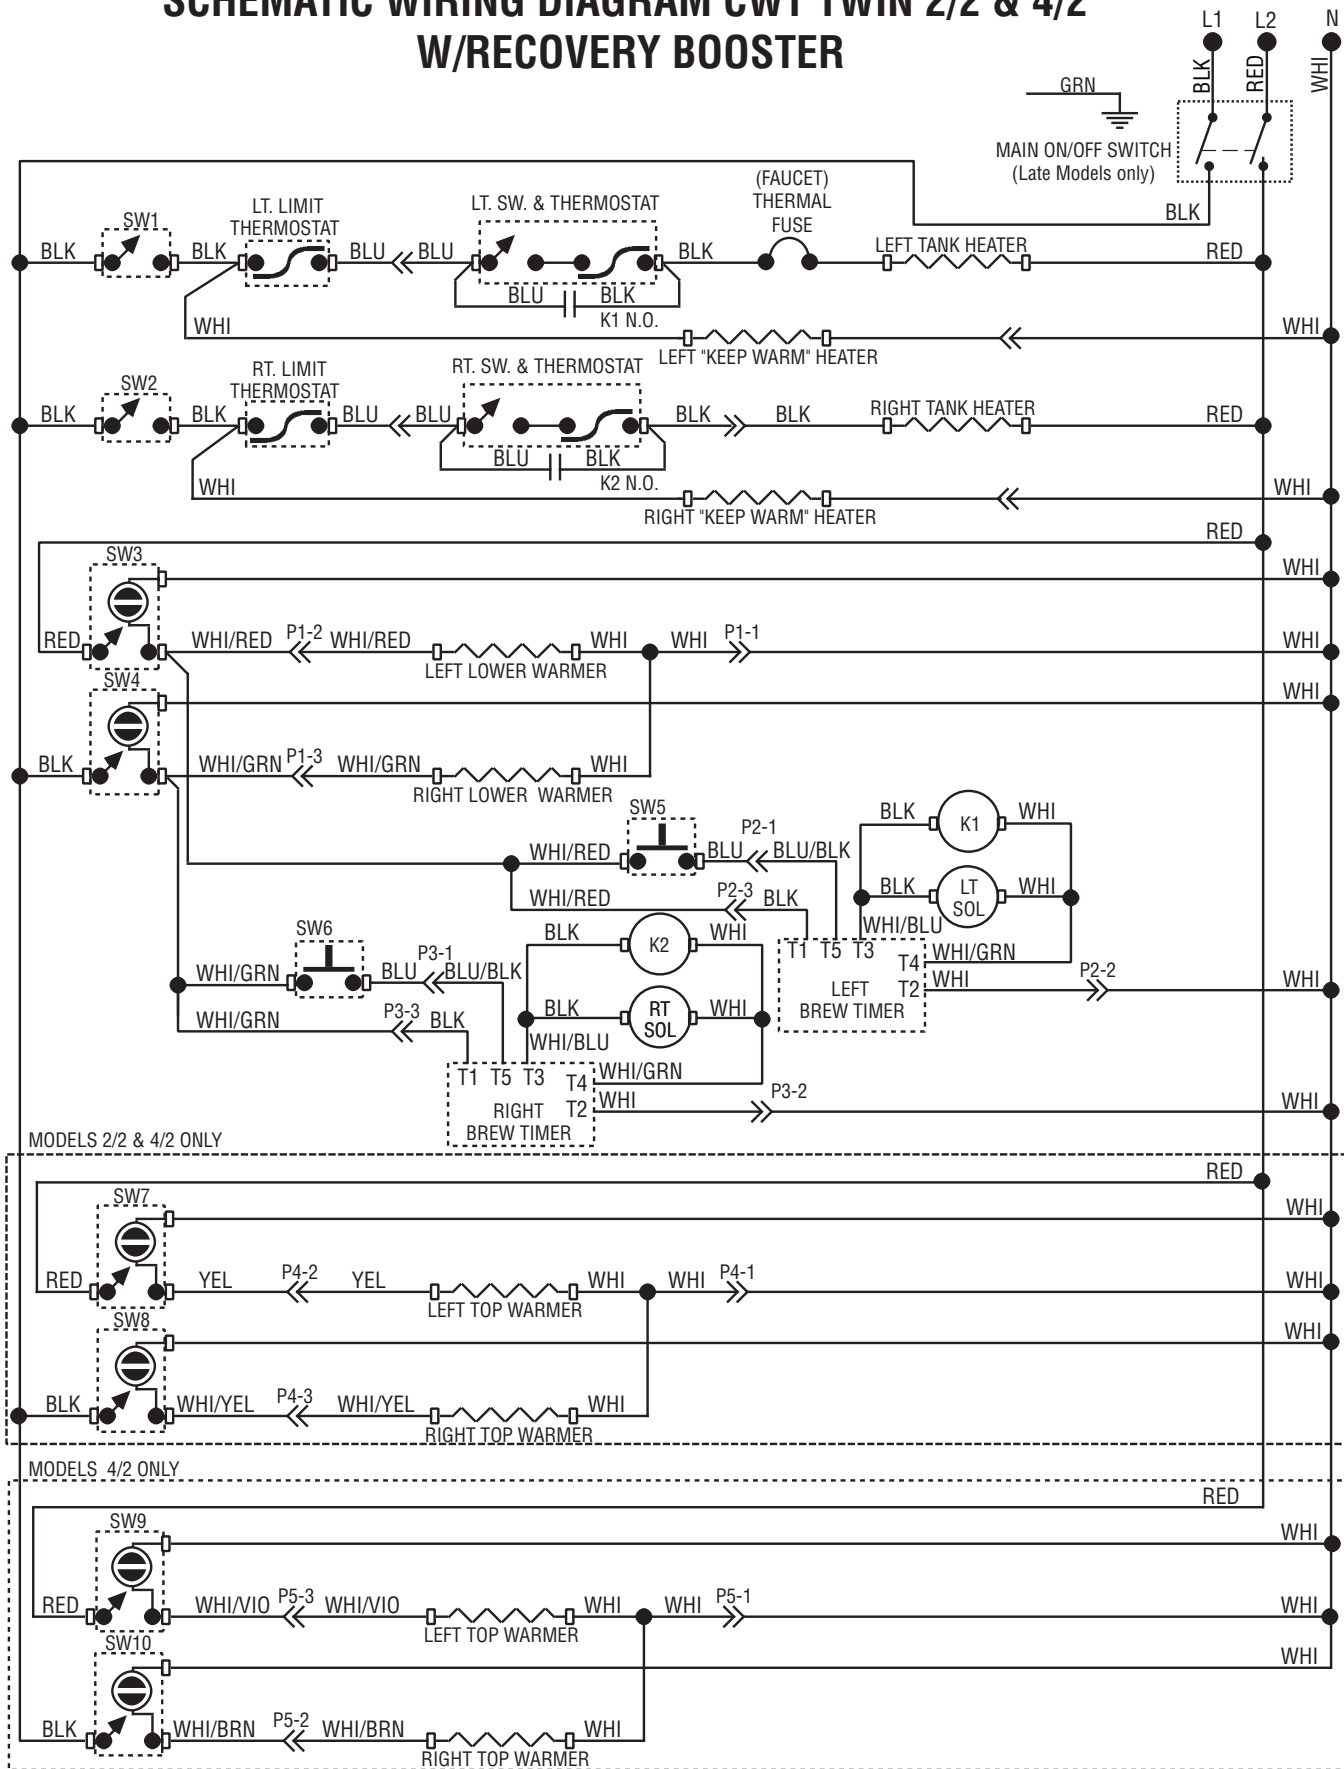 SCHEMATIC WIRING DIAGRAM CWT TWIN 2/2 & 4/2
W/RECOVERY BOOSTER
L1 L2 N
BLK RED WHI
GRN
MAIN ON/OFF SWITCH
(Late Models only)
BLK
SW1
LT. LIMIT
THERMOSTAT
LT. SW. & THERMOSTAT
(FAUCET)
THERMAL
FUSE
BLK BLK BLU BLU BLK LEFT TANK HEATER RED
BLU BLK
K1 N.O.
WHI WHI
LEFT "KEEP WARM" HEATER
SW2
RT. LIMIT
THERMOSTAT
RT. SW. & THERMOSTAT
BLK BLK BLU BLU BLK BLK RIGHT TANK HEATER RED
BLU BLK
K2 N.O.
WHI WHI
RIGHT "KEEP WARM" HEATER
RED
SW3
WHI
RED WHI/RED P1-2 WHI/RED WHI WHI P1-1 WHI
LEFT LOWER WARMER
SW4
WHI
BLK WHI/GRN P1-3 WHI/GRN WHI
RIGHT LOWER WARMER
SW5
WHI/RED BLU P2-1 BLU/BLK
BLK K1 WHI
WHI/RED P2-3 BLK
BLK LT
SOL WHI
WHI/BLU
T1 T5 T3
T4 WHI/GRN
T2 WHI P2-2 WHI
LEFT
BREW TIMER
SW6
WHI/GRN BLU P3-1 BLU/BLK
BLK K2 WHI
WHI/GRN P3-3 BLK
BLK RT
SOL WHI
WHI/BLU
T1 T5 T3
T4 WHI/GRN
T2 WHI P3-2 WHI
RIGHT
BREW TIMER
MODELS 2/2 & 4/2 ONLY
RED
SW7
WHI
RED YEL P4-2 YEL WHI WHI P4-1 WHI
LEFT TOP WARMER
SW8
WHI
BLK WHI/YEL P4-3 WHI/YEL WHI
RIGHT TOP WARMER
MODELS 4/2 ONLY
RED
SW9
WHI
RED WHI/VIO P5-3 WHI/VIO WHI WHI P5-1 WHI
LEFT TOP WARMER
SW10
WHI
BLK WHI/BRN P5-2 WHI/BRN WHI
RIGHT TOP WARMER